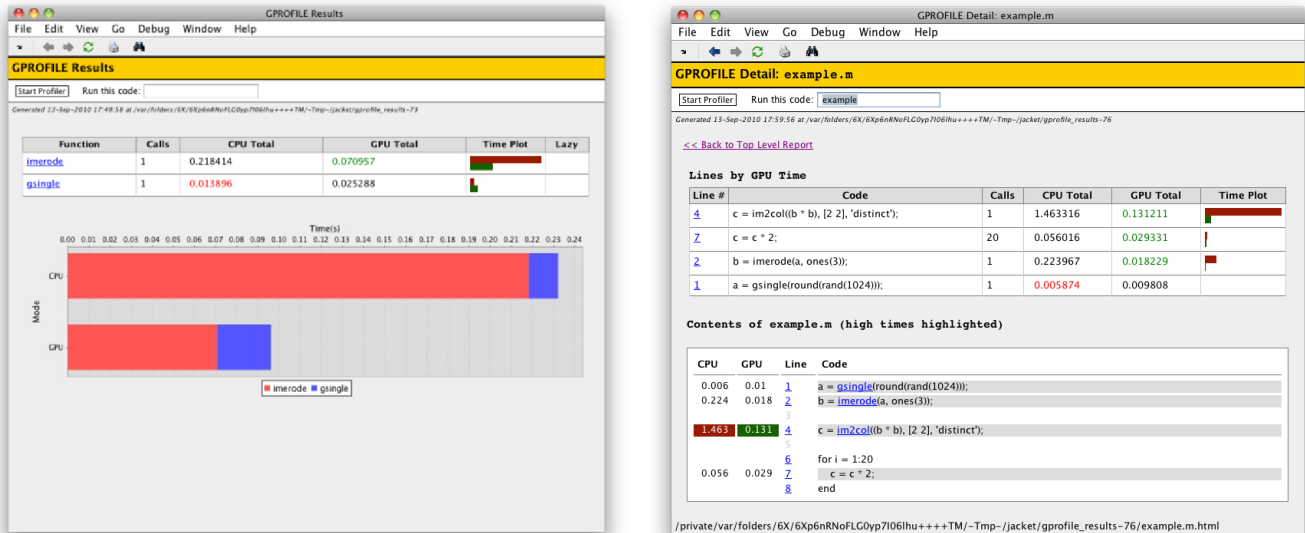 GPROFILE Results
File Edit View Go Debug Window Help
GPROFILE Results
Start Profiler Run this code:
Generated 13-Sep-2010 17:49:58 at /var/folders/6X/6Xp6nRNoFLG0yp7I06Ihu++++TM/-Tmp-/jacket/gprofile_results-73
Function Calls CPU Total GPU Total Time Plot Lazy
imerode 1 0.218414 0.070957
gsingle 1 0.013896 0.025288
Time(s)
0.00 0.01 0.02 0.03 0.04 0.05 0.06 0.07 0.08 0.09 0.10 0.11 0.12 0.13 0.14 0.15 0.16 0.17 0.18 0.19 0.20 0.21 0.22 0.23 0.24
CPU
Mode
GPU
imerode gsingle
GPROFILE Detail: example.m
File Edit View Go Debug Window Help
GPROFILE Detail: example.m
Start Profiler Run this code: example
Generated 13-Sep-2010 17:59:56 at /var/folders/6X/6Xp6nRNoFLG0yp7I06Ihu++++TM/-Tmp-/jacket/gprofile_results-76
<< Back to Top Level Report
Lines by GPU Time
Line # Code Calls CPU Total GPU Total Time Plot
4 c = im2col((b * b), [2 2], 'distinct'); 1 1.463316 0.131211
7 c = c * 2; 20 0.056016 0.029331
2 b = imerode(a, ones(3)); 1 0.223967 0.018229
1 a = gsingle(round(rand(1024))); 1 0.005874 0.009808
Contents of example.m (high times highlighted)
CPU GPU Line Code
0.006 0.01 1 a = gsingle(round(rand(1024)));
0.224 0.018 2 b = imerode(a, ones(3));
3
1.463 0.131 4 c = im2col((b * b), [2 2], 'distinct');
5
6 for i = 1:20
0.056 0.029 7 c = c * 2;
8 end
/private/var/folders/6X/6Xp6nRNoFLG0yp7I06Ihu++++TM/-Tmp-/jacket/gprofile_results-76/example.m.html